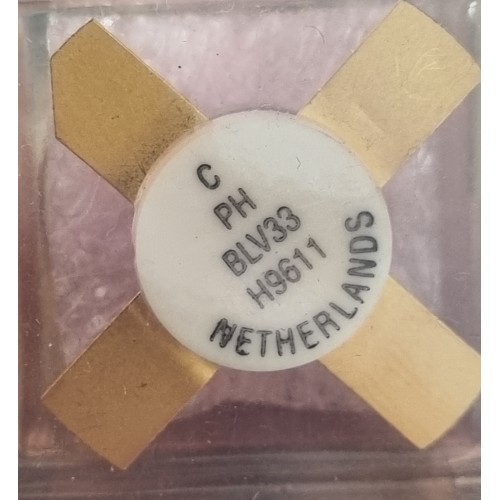 C
PH
BLV33
H9611
NETHERLANDS